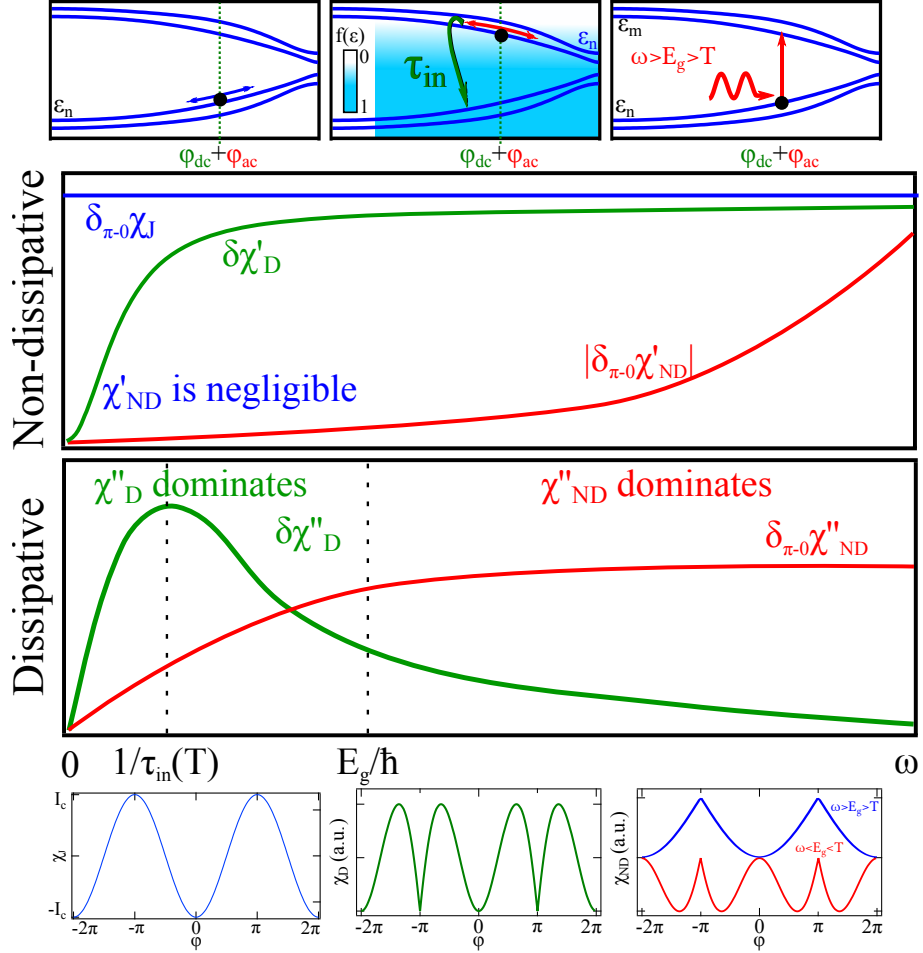 εₙ
φdc+φac
f(ε)
0
1
τin
εₙ
φdc+φac
εₘ
ω>Eg>T
εₙ
φdc+φac
Non-dissipative
δπ-0χJ
δχ'D
χ'ND is negligible
|δπ-0χ'ND|
Dissipative
χ"D dominates
δχ"D
χ"ND dominates
δπ-0χ"ND
0
1/τin(T)
Eg/ħ
ω
Ic
χJ
-Ic
-2π
-π
0
π
2π
φ
χD (a.u.)
-2π
-π
0
π
2π
φ
χND (a.u.)
ω>Eg>T
ω<Eg<T
-2π
-π
0
π
2π
φ